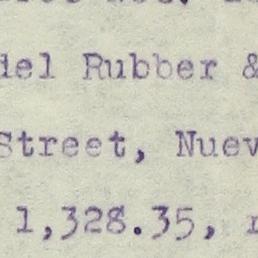 del Rubber &
Street, Nuev
1,328.35,